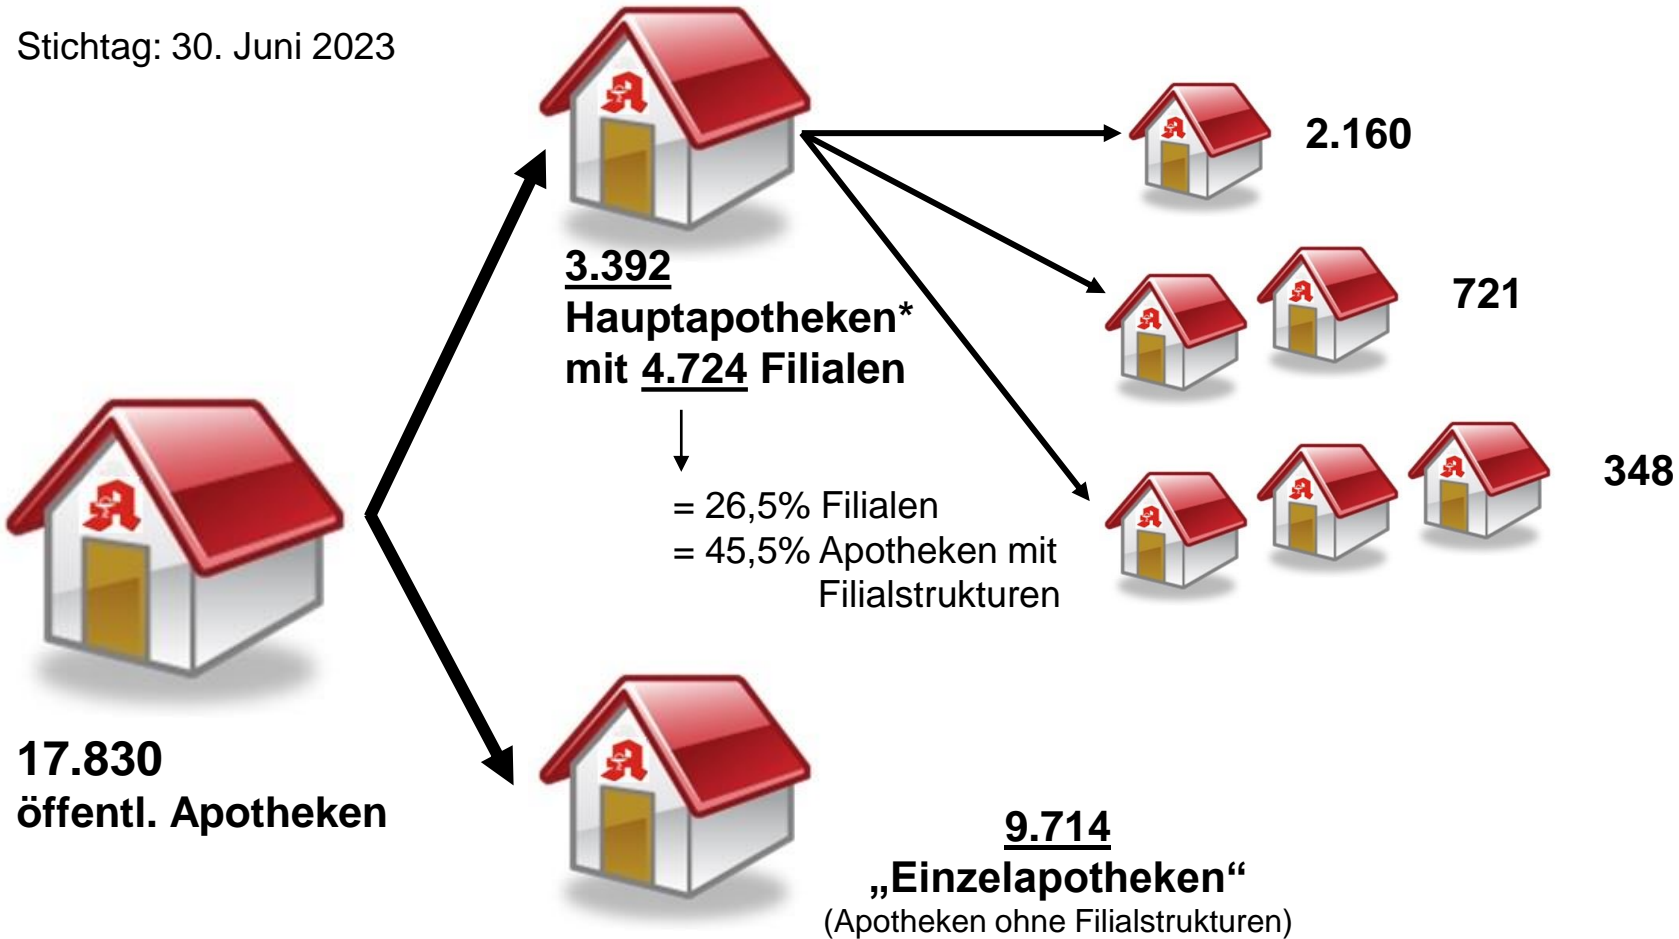 Stichtag: 30. Juni 2023
2.160
3.392
Hauptapotheken*
mit 4.724 Filialen
721
348
= 26,5% Filialen
= 45,5% Apotheken mit
Filialstrukturen
17.830
öffentl. Apotheken
9.714
„Einzelapotheken“
(Apotheken ohne Filialstrukturen)